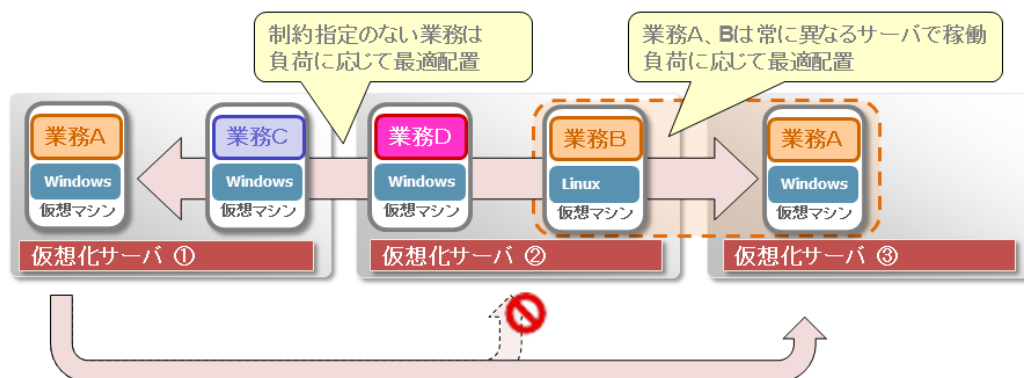 制約指定のない業務は
負荷に応じて最適配置
業務A、Bは常に異なるサーバで稼働
負荷に応じて最適配置
業務A
Windows
仮想マシン
業務C
Windows
仮想マシン
業務D
Windows
仮想マシン
業務B
Linux
仮想マシン
業務A
Windows
仮想マシン
仮想化サーバ ①
仮想化サーバ ②
仮想化サーバ ③